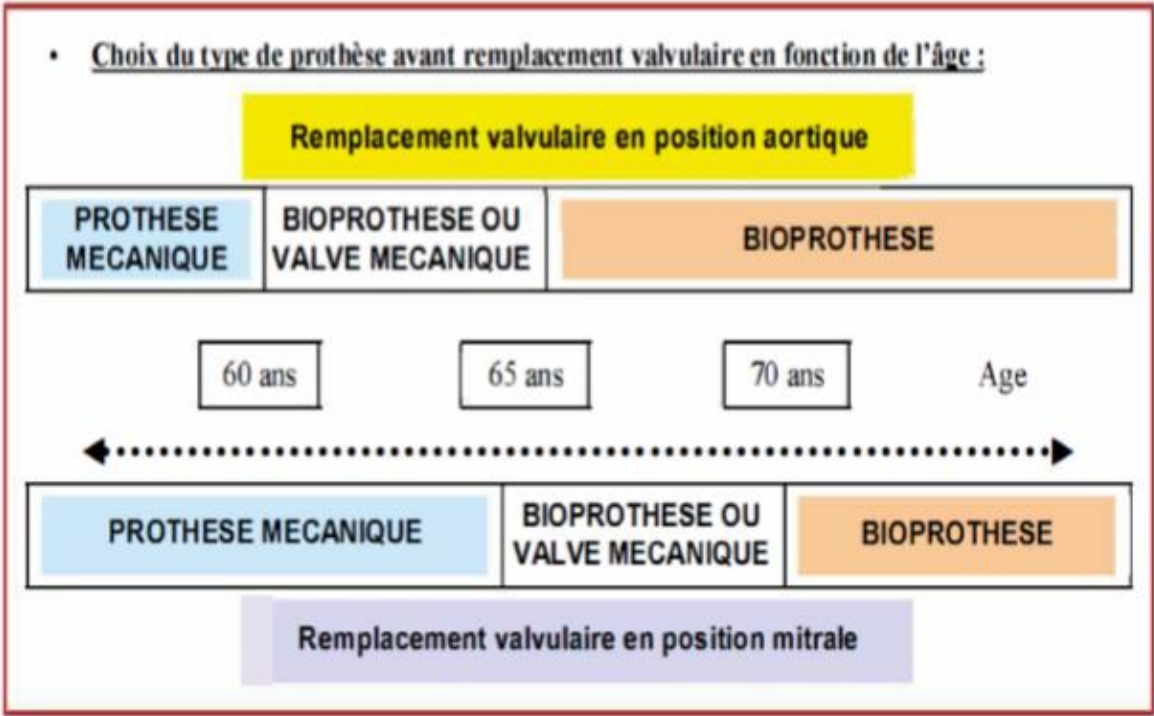 • Choix du type de prothèse avant remplacement valvulaire en fonction de l'âge :
Remplacement valvulaire en position aortique
PROTHESE
MECANIQUE
BIOPROTHESE OU
VALVE MECANIQUE
BIOPROTHESE
60 ans
65 ans
70 ans
Age
PROTHESE MECANIQUE
BIOPROTHESE OU
VALVE MECANIQUE
BIOPROTHESE
Remplacement valvulaire en position mitrale